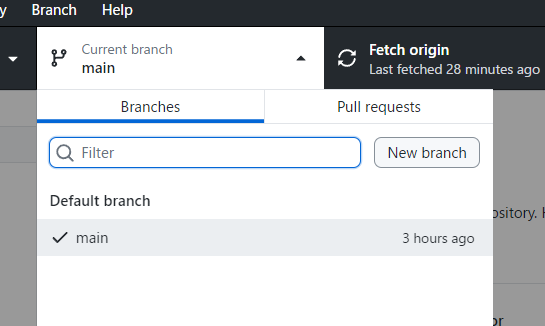 Branch Help
Current branch
main
Fetch origin
Last fetched 28 minutes ago
Branches Pull requests
Filter
New branch
Default branch
main 3 hours ago